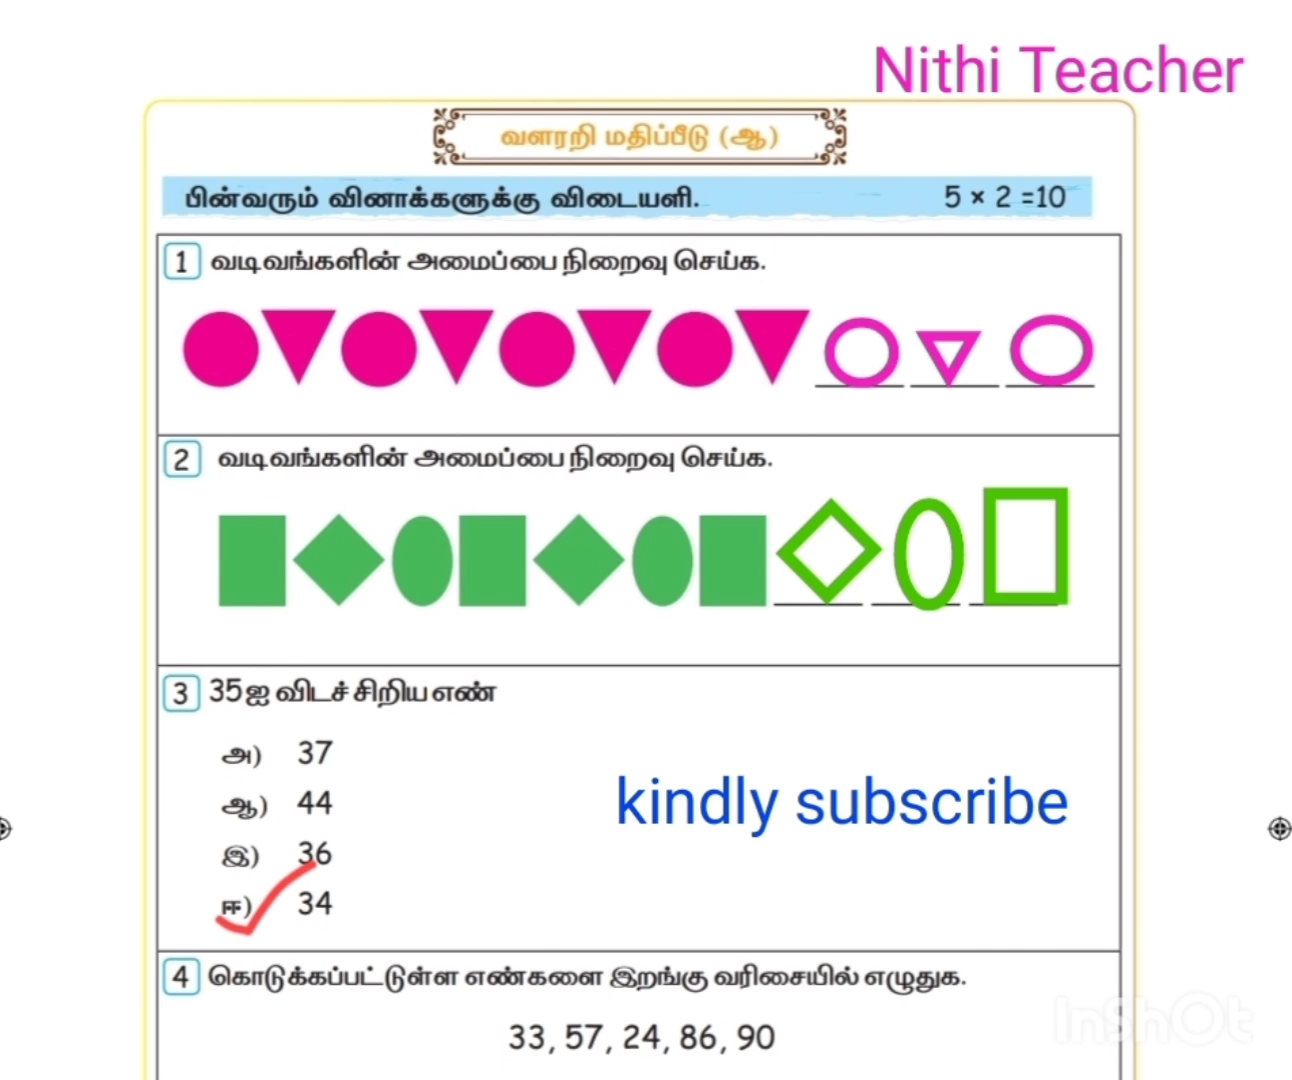 Nithi Teacher
வளரறி மதிப்பீடு (ஆ)
பின்வரும் வினாக்களுக்கு விடையளி. 5 × 2 =10
1 வடிவங்களின் அமைப்பை நிறைவு செய்க.
2 வடிவங்களின் அமைப்பை நிறைவு செய்க.
3 35ஐ விடச் சிறிய எண்
அ) 37
ஆ) 44
kindly subscribe
இ) 36
ஈ) 34
4 கொடுக்கப்பட்டுள்ள எண்களை இறங்கு வரிசையில் எழுதுக.
33, 57, 24, 86, 90
InShOt